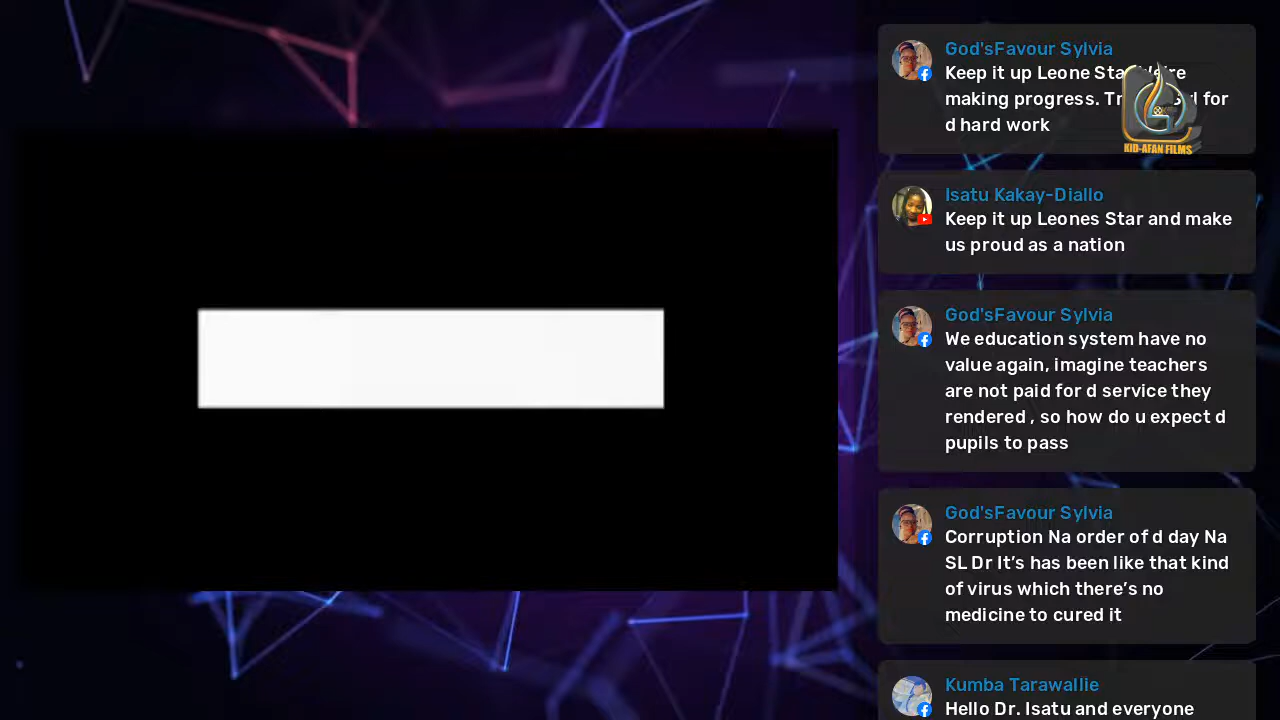 God'sFavour Sylvia
Keep it up Leone Star We're
making progress. for
d hard work
KID-AFAN FILMS
Isatu Kakay-Diallo
Keep it up Leones Star and make
us proud as a nation
God'sFavour Sylvia
We education system have no
value again, imagine teachers
are not paid for d service they
rendered , so how do u expect d
pupils to pass
God'sFavour Sylvia
Corruption Na order of d day Na
SL Dr It’s has been like that kind
of virus which there’s no
medicine to cured it
Kumba Tarawallie
Hello Dr. Isatu and everyone